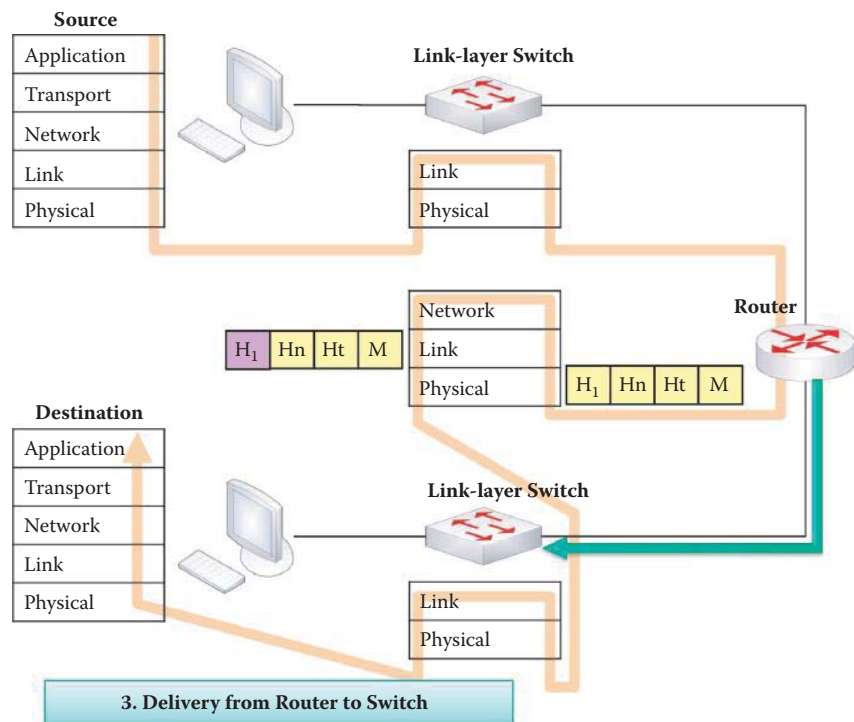 Source
Application
Transport
Network
Link
Physical
Link-layer Switch
Link
Physical
Router
Network
Link
Physical
H₁ Hn Ht M
H₁ Hn Ht M
Destination
Application
Transport
Network
Link
Physical
Link-layer Switch
Link
Physical
3. Delivery from Router to Switch